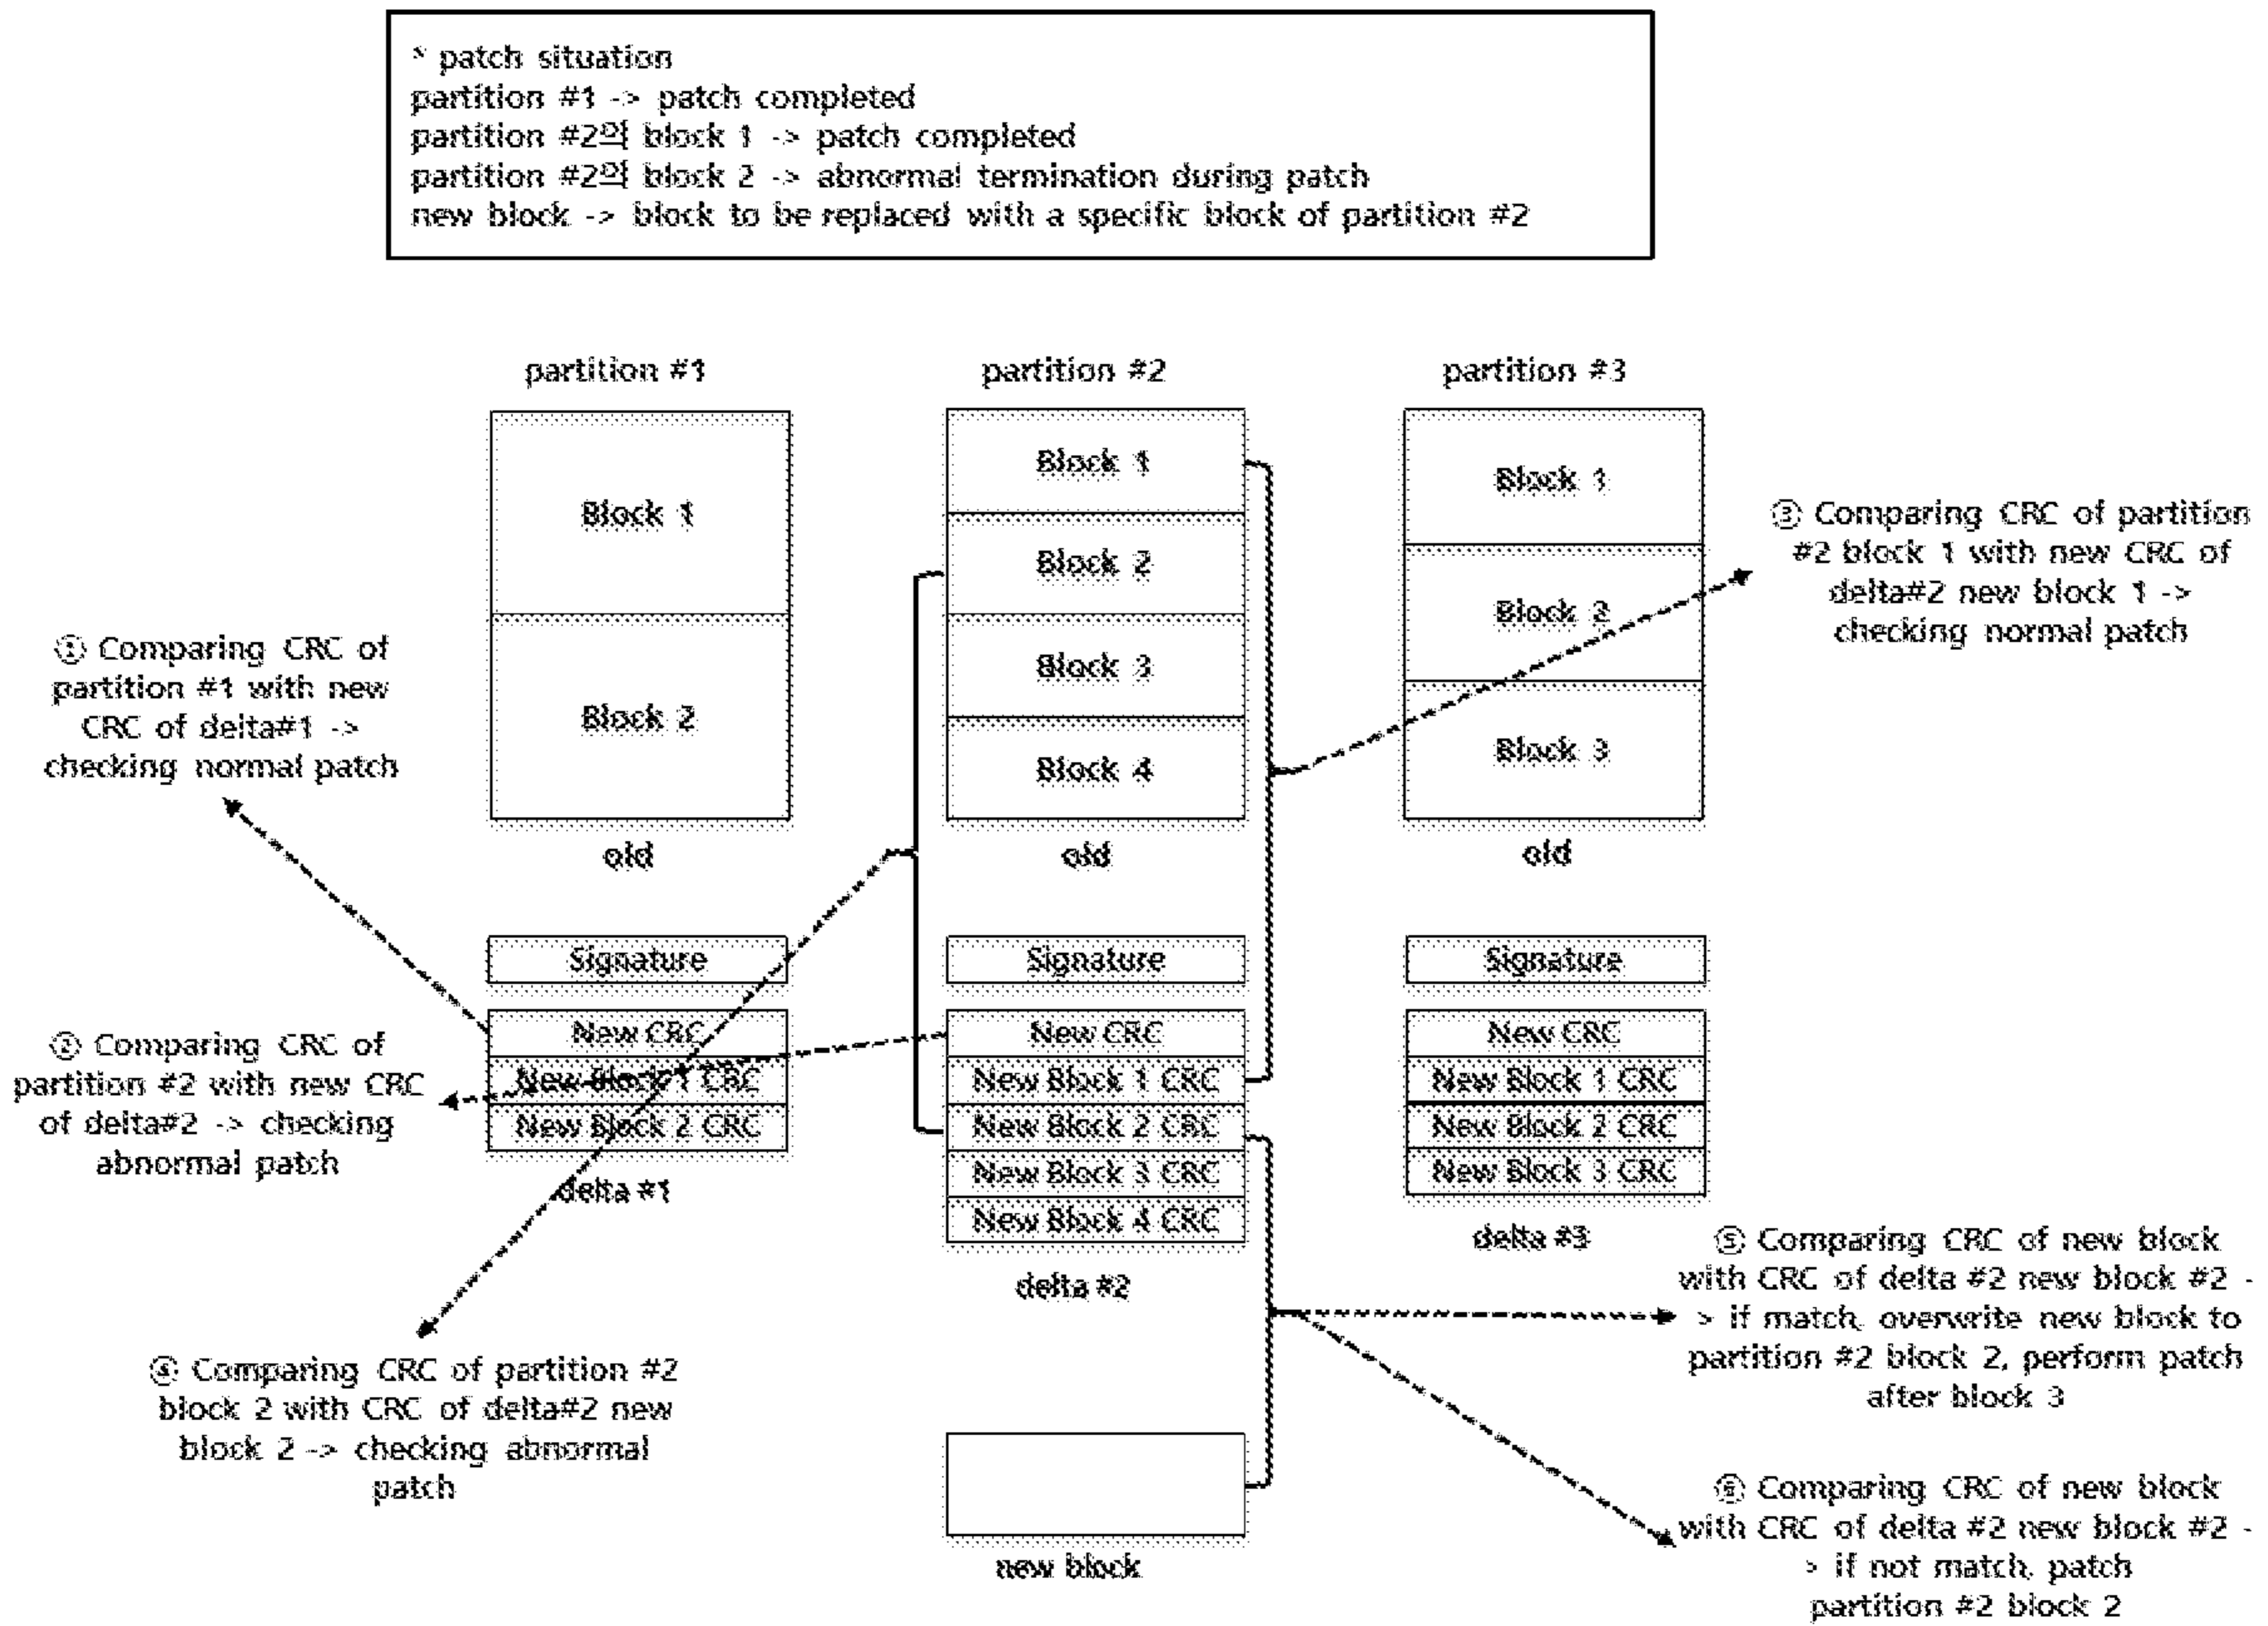 * patch situation
partition #1 -> patch completed
partition #2의 block 1 -> patch completed
partition #2의 block 2 -> abnormal termination during patch
new block -> block to be replaced with a specific block of partition #2
partition #1
Block 1
Block 2
old
Signature
New CRC
New Block 1 CRC
New Block 2 CRC
delta #1
partition #2
Block 1
Block 2
Block 3
Block 4
old
Signature
New CRC
New Block 1 CRC
New Block 2 CRC
New Block 3 CRC
New Block 4 CRC
delta #2
new block
partition #3
Block 1
Block 2
Block 3
old
Signature
New CRC
New Block 1 CRC
New Block 2 CRC
New Block 3 CRC
delta #3
① Comparing CRC of
partition #1 with new
CRC of delta#1 ->
checking normal patch
② Comparing CRC of
partition #2 with new CRC
of delta#2 -> checking
abnormal patch
③ Comparing CRC of partition
#2 block 1 with new CRC of
delta#2 new block 1 ->
checking normal patch
④ Comparing CRC of partition #2
block 2 with CRC of delta#2 new
block 2 -> checking abnormal
patch
⑤ Comparing CRC of new block
with CRC of delta #2 new block #2 -
> if match, overwrite new block to
partition #2 block 2, perform patch
after block 3
⑥ Comparing CRC of new block
with CRC of delta #2 new block #2 -
> if not match, patch
partition #2 block 2